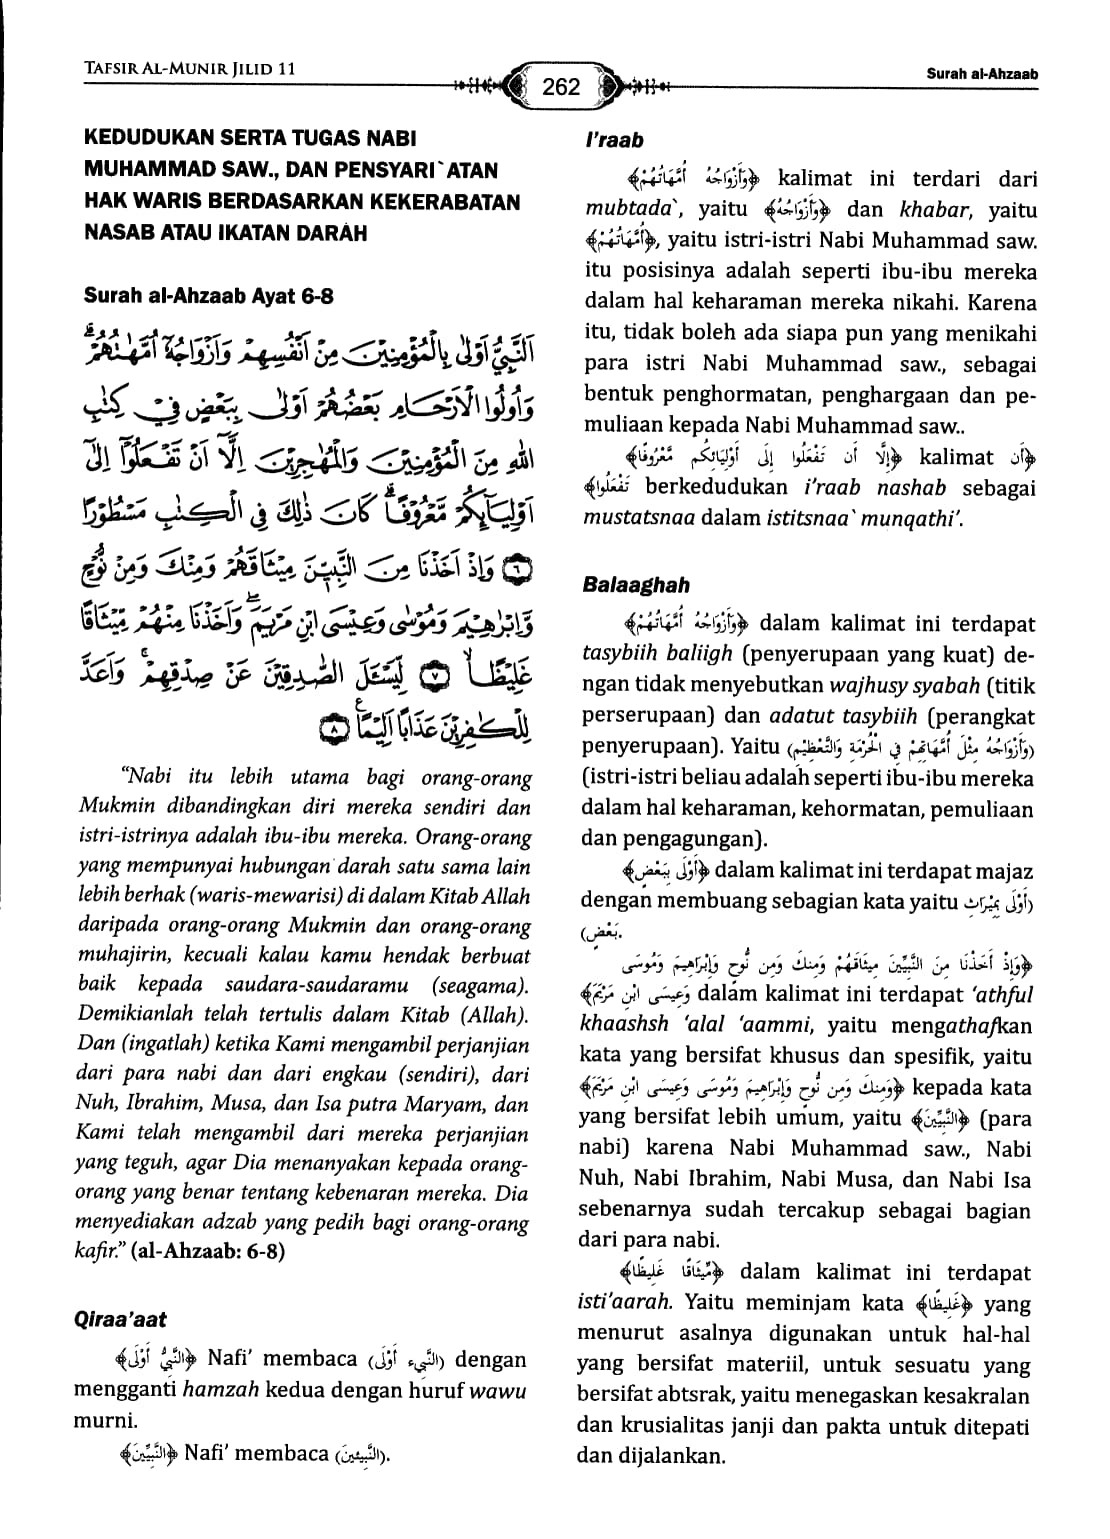 TAFSIR AL-MUNIR JILID 11
262
Surah al-Ahzaab
KEDUDUKAN SERTA TUGAS NABI
MUHAMMAD SAW., DAN PENSYARI`ATAN
HAK WARIS BERDASARKAN KEKERABATAN
NASAB ATAU IKATAN DARAH
Surah al-Ahzaab Ayat 6-8
اَلنَّبِيُّ اَوْلٰى بِالْمُؤْمِنِيْنَ مِنْ اَنْفُسِهِمْ وَاَزْوَاجُهٗٓ اُمَّهٰتُهُمْۗ
وَاُولُوا الْاَرْحَامِ بَعْضُهُمْ اَوْلٰى بِبَعْضٍ فِيْ كِتٰبِ
اللّٰهِ مِنَ الْمُؤْمِنِيْنَ وَالْمُهٰجِرِيْنَ اِلَّآ اَنْ تَفْعَلُوْٓا اِلٰٓى
اَوْلِيَاۤىِٕكُمْ مَّعْرُوْفًاۗ كَانَ ذٰلِكَ فِى الْكِتٰبِ مَسْطُوْرًا
٦ وَاِذْ اَخَذْنَا مِنَ النَّبِيّٖنَ مِيْثَاقَهُمْ وَمِنْكَ وَمِنْ نُّوْحٍ
وَّاِبْرٰهِيْمَ وَمُوْسٰى وَعِيْسَى ابْنِ مَرْيَمَۖ وَاَخَذْنَا مِنْهُمْ مِّيْثَاقًا
غَلِيْظًاۙ ٧ لِّيَسْـَٔلَ الصّٰدِقِيْنَ عَنْ صِدْقِهِمْۚ وَاَعَدَّ
لِلْكٰفِرِيْنَ عَذَابًا اَلِيْمًاࣖ ٨
“Nabi itu lebih utama bagi orang-orang
Mukmin dibandingkan diri mereka sendiri dan
istri-istrinya adalah ibu-ibu mereka. Orang-orang
yang mempunyai hubungan darah satu sama lain
lebih berhak (waris-mewarisi) di dalam Kitab Allah
daripada orang-orang Mukmin dan orang-orang
muhajirin, kecuali kalau kamu hendak berbuat
baik kepada saudara-saudaramu (seagama).
Demikianlah telah tertulis dalam Kitab (Allah).
Dan (ingatlah) ketika Kami mengambil perjanjian
dari para nabi dan dari engkau (sendiri), dari
Nuh, Ibrahim, Musa, dan Isa putra Maryam, dan
Kami telah mengambil dari mereka perjanjian
yang teguh, agar Dia menanyakan kepada orang-
orang yang benar tentang kebenaran mereka. Dia
menyediakan adzab yang pedih bagi orang-orang
kafir.” (al-Ahzaab: 6-8)
Qiraa’aat
﴿النَّبِيُّ أَوْلَى﴾ Nafi’ membaca (النَّبِيءُ أَوْلَى) dengan
mengganti hamzah kedua dengan huruf wawu
murni.
﴿النَّبِيِّينَ﴾ Nafi’ membaca (النَّبِيئِينَ).
I’raab
﴿وَأَزْوَاجُهُ أُمَّهَاتُهُمْ﴾ kalimat ini terdari dari
mubtada`, yaitu ﴿وَأَزْوَاجُهُ﴾ dan khabar, yaitu
﴿أُمَّهَاتُهُمْ﴾, yaitu istri-istri Nabi Muhammad saw.
itu posisinya adalah seperti ibu-ibu mereka
dalam hal keharaman mereka nikahi. Karena
itu, tidak boleh ada siapa pun yang menikahi
para istri Nabi Muhammad saw., sebagai
bentuk penghormatan, penghargaan dan pe-
muliaan kepada Nabi Muhammad saw..
﴿إِلَّا أَن تَفْعَلُوا إِلَى أَوْلِيَائِكُم مَّعْرُوفًا﴾ kalimat ﴿أَن
تَفْعَلُوا﴾ berkedudukan i’raab nashab sebagai
mustatsnaa dalam istitsnaa` munqathi’.
Balaaghah
﴿وَأَزْوَاجُهُ أُمَّهَاتُهُمْ﴾ dalam kalimat ini terdapat
tasybiih baliigh (penyerupaan yang kuat) de-
ngan tidak menyebutkan wajhusy syabah (titik
perserupaan) dan adatut tasybiih (perangkat
penyerupaan). Yaitu (وَأَزْوَاجُهُ مِثْلَ أُمَّهَاتِهِمْ فِي الْحُرْمَةِ وَالتَّعْظِيْمِ)
(istri-istri beliau adalah seperti ibu-ibu mereka
dalam hal keharaman, kehormatan, pemuliaan
dan pengagungan).
﴿أَوْلَى بِبَعْضٍ﴾ dalam kalimat ini terdapat majaz
dengan membuang sebagian kata yaitu (أَوْلَى بِمِيْرَاثِ
بَعْضٍ).
﴿وَإِذْ أَخَذْنَا مِنَ النَّبِيِّينَ مِيثَاقَهُمْ وَمِنكَ وَمِن نُّوحٍ وَإِبْرَاهِيمَ وَمُوسَى
وَعِيسَى ابْنِ مَرْيَمَ﴾ dalam kalimat ini terdapat ‘athful
khaashsh ‘alal ‘aammi, yaitu mengathafkan
kata yang bersifat khusus dan spesifik, yaitu
﴿وَمِنكَ وَمِن نُّوحٍ وَإِبْرَاهِيمَ وَمُوسَى وَعِيسَى ابْنِ مَرْيَمَ﴾ kepada kata
yang bersifat lebih umum, yaitu ﴿النَّبِيِّينَ﴾ (para
nabi) karena Nabi Muhammad saw., Nabi
Nuh, Nabi Ibrahim, Nabi Musa, dan Nabi Isa
sebenarnya sudah tercakup sebagai bagian
dari para nabi.
﴿مِّيثَاقًا غَلِيظًا﴾ dalam kalimat ini terdapat
isti’aarah. Yaitu meminjam kata ﴿غَلِيظًا﴾ yang
menurut asalnya digunakan untuk hal-hal
yang bersifat materiil, untuk sesuatu yang
bersifat abtsrak, yaitu menegaskan kesakralan
dan krusialitas janji dan pakta untuk ditepati
dan dijalankan.